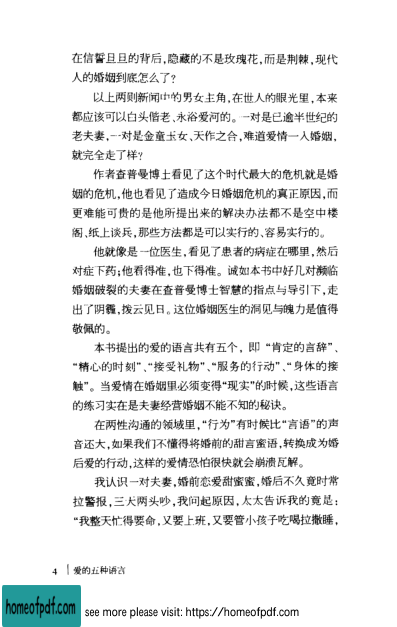 在信誓旦旦的背后,隐藏的不是玫瑰花,而是荆棘,现代
人的婚姻到底怎么了?
以上两则新闻中的男女主角,在世人的眼光里,本来
都应该可以白头偕老、永浴爱河的。一对是已逾半世纪的
老夫妻,一对是金童玉女、天作之合,难道爱情一入婚姻,
就完全走了样?
作者查普曼博士看见了这个时代最大的危机就是婚
姻的危机,他也看见了造成今日婚姻危机的真正原因,而
更难能可贵的是他所提出来的解决办法都不是空中楼
阁、纸上谈兵,那些方法都是可以实行的、容易实行的。
他就像是一位医生,看见了患者的病症在哪里,然后
对症下药;他看得准,也下得准。诚如本书中好几对濒临
婚姻破裂的夫妻在查普曼博士智慧的指点与导引下,走
出了阴霾,拨云见日。这位婚姻医生的洞见与魄力是值得
敬佩的。
本书提出的爱的语言共有五个，即“肯定的言辞”、
“精心的时刻”、“接受礼物”、“服务的行动”、“身体的接
触”。当爱情在婚姻里必须变得“现实”的时候,这些语言
的练习实在是夫妻经营婚姻不能不知的秘诀。
在两性沟通的领域里,“行为”有时候比“言语”的声
音还大,如果我们不懂得将婚前的甜言蜜语,转换成为婚
后爱的行动,这样的爱情恐怕很快就会崩溃瓦解。
我认识一对夫妻,婚前恋爱甜蜜蜜,婚后不久竟时常
拉警报,三天两头吵,我问起原因,太太告诉我的竟是:
“我整天忙得要命,又要上班,又要管小孩子吃喝拉撒睡,
4 | 爱的五种语言
homeofpdf.com see more please visit: https://homeofpdf.com